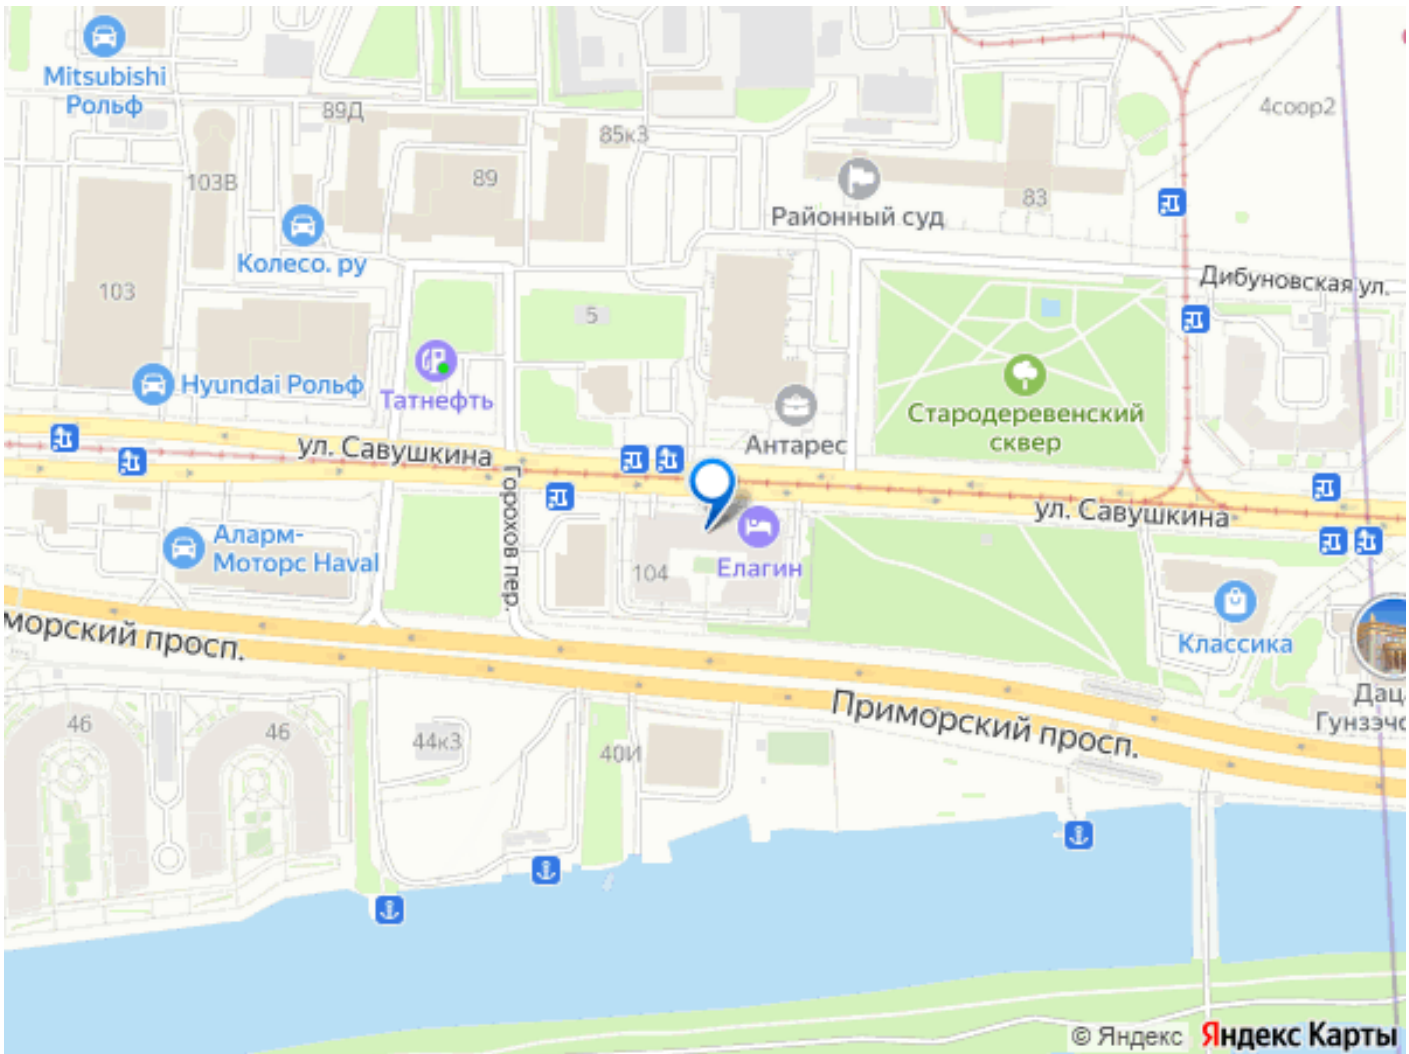 Mitsubishi
Рольф
89Д
85к3
4соор2
103В
89
Районный суд
83
Колесо. ру
Дибуновская ул.
103
5
Hyundai Рольф
Татнефть
Антарес
Стародеревенский
сквер
ул. Савушкина
ул. Савушкина
Горохов пер.
Аларм-
Моторс Haval
104
Елагин
Классика
морский просп.
Приморский просп.
Дац
Гунзэчо
46
46
44к3
40И
© Яндекс
Яндекс Карты